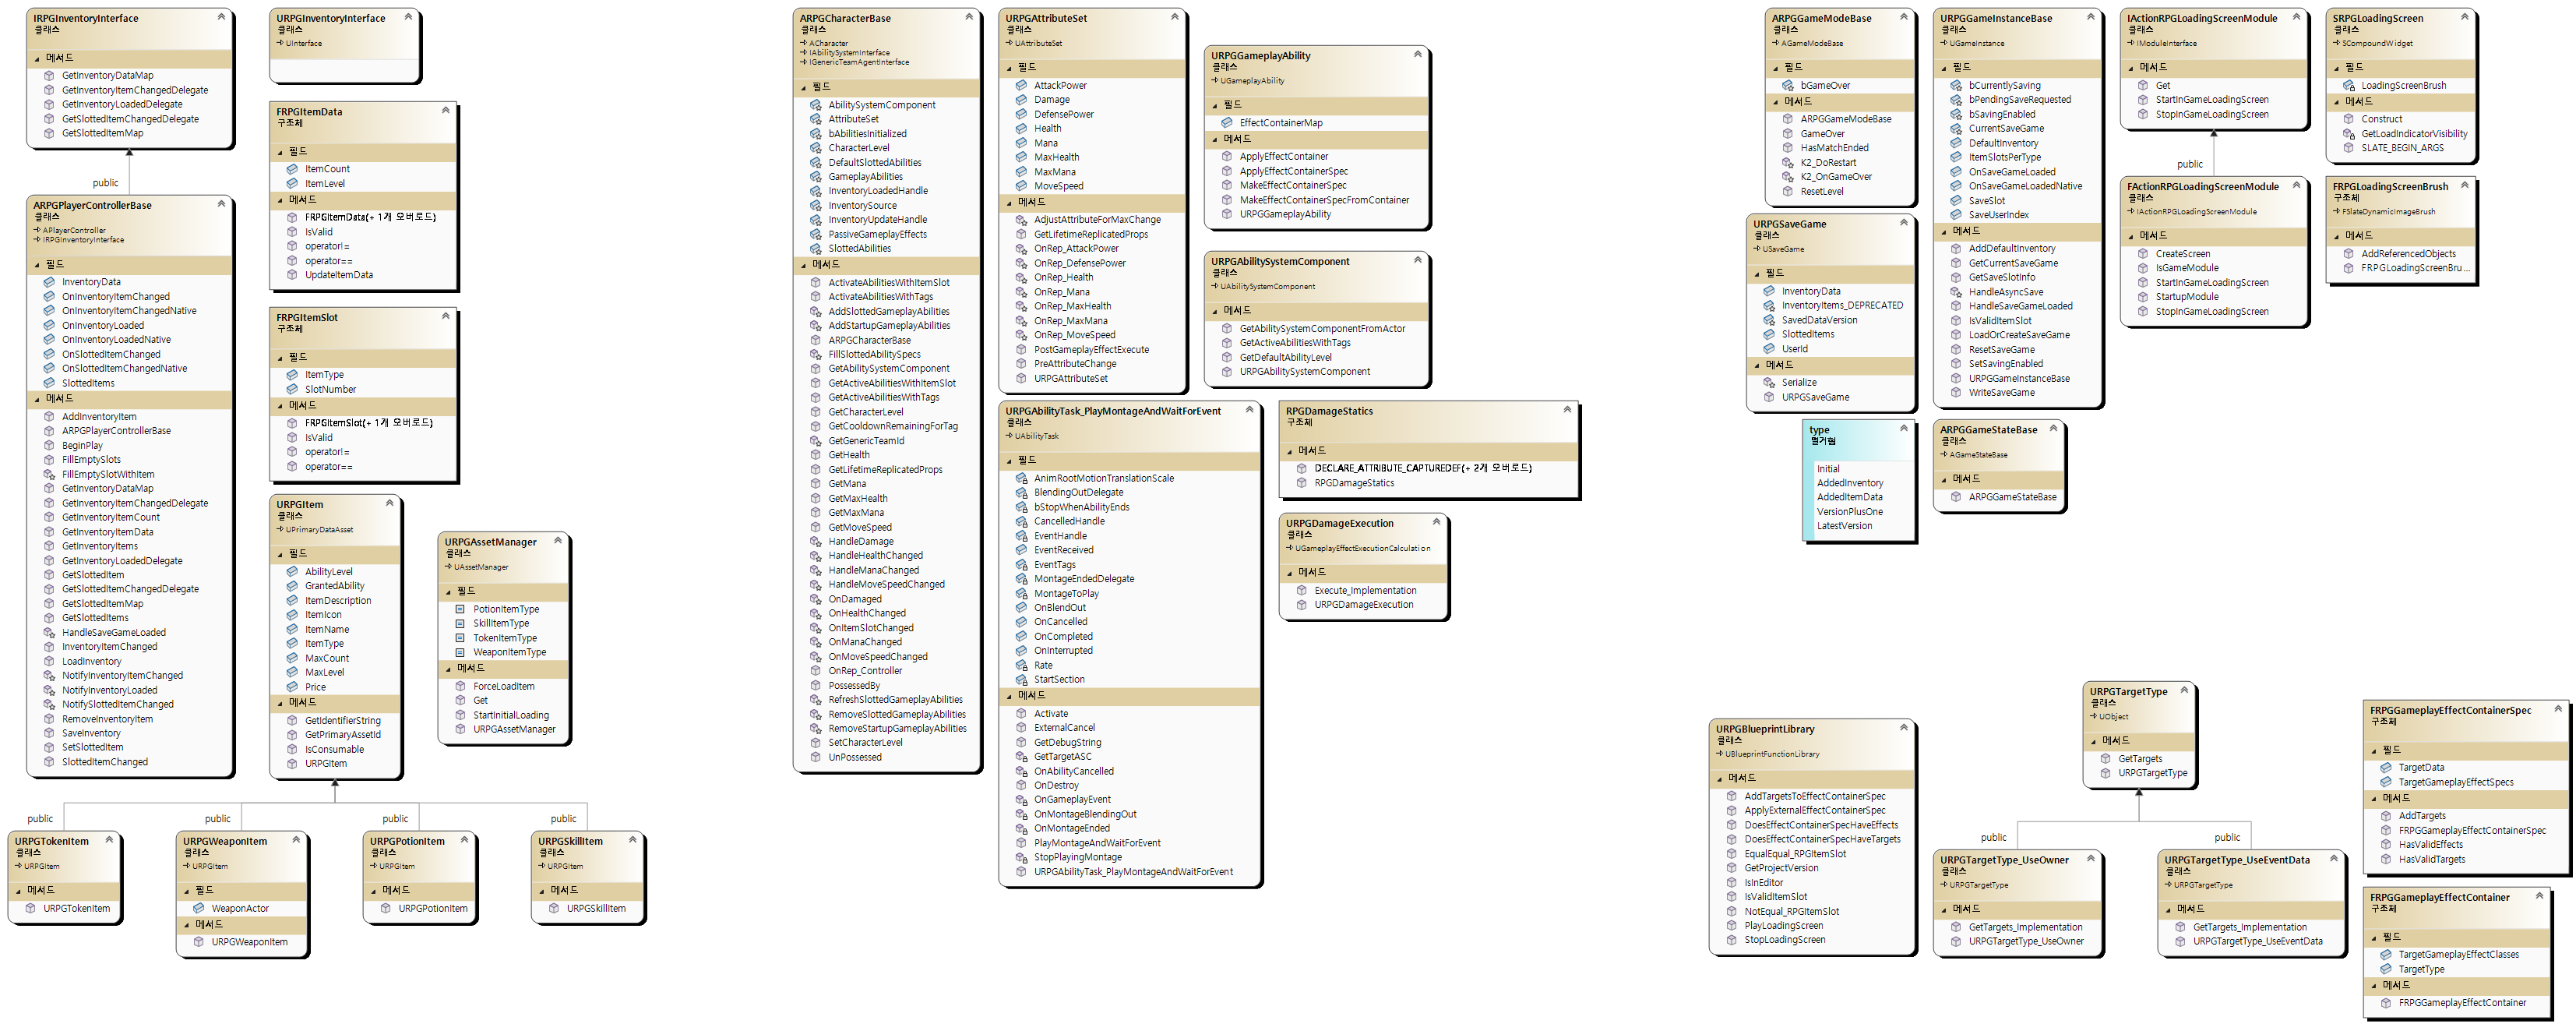 IRPGInventoryInterface
클래스
메서드
GetInventoryDataMap
GetInventoryItemChangedDelegate
GetInventoryLoadedDelegate
GetSlottedItemChangedDelegate
GetSlottedItemMap
public
ARPGPlayerControllerBase
클래스
APlayerController
IRPGInventoryInterface
필드
InventoryData
OnInventoryItemChanged
OnInventoryItemChangedNative
OnInventoryLoaded
OnInventoryLoadedNative
OnSlottedItemChanged
OnSlottedItemChangedNative
SlottedItems
메서드
AddInventoryItem
ARPGPlayerControllerBase
BeginPlay
FillEmptySlots
FillEmptySlotWithItem
GetInventoryDataMap
GetInventoryItemChangedDelegate
GetInventoryItemCount
GetInventoryItemData
GetInventoryItems
GetInventoryLoadedDelegate
GetSlottedItem
GetSlottedItemChangedDelegate
GetSlottedItemMap
GetSlottedItems
HandleSaveGameLoaded
InventoryItemChanged
LoadInventory
NotifyInventoryItemChanged
NotifyInventoryLoaded
NotifySlottedItemChanged
RemoveInventoryItem
SaveInventory
SetSlottedItem
SlottedItemChanged
URPGInventoryInterface
클래스
UInterface
FRPGItemData
구조체
필드
ItemCount
ItemLevel
메서드
FRPGItemData(+ 1개 오버로드)
IsValid
operator!=
operator==
UpdateItemData
FRPGItemSlot
구조체
필드
ItemType
SlotNumber
메서드
FRPGItemSlot(+ 1개 오버로드)
IsValid
operator!=
operator==
URPGItem
클래스
UPrimaryDataAsset
필드
AbilityLevel
GrantedAbility
ItemDescription
ItemIcon
ItemName
ItemType
MaxCount
MaxLevel
Price
메서드
GetIdentifierString
GetPrimaryAssetId
IsConsumable
URPGItem
URPGAssetManager
클래스
UAssetManager
필드
PotionItemType
SkillItemType
TokenItemType
WeaponItemType
메서드
ForceLoadItem
Get
StartInitialLoading
URPGAssetManager
public
public
public
public
URPGTokenItem
클래스
URPGItem
메서드
URPGTokenItem
URPGWeaponItem
클래스
URPGItem
필드
WeaponActor
메서드
URPGWeaponItem
URPGPotionItem
클래스
URPGItem
메서드
URPGPotionItem
URPGSkillItem
클래스
URPGItem
메서드
URPGSkillItem
ARPGCharacterBase
클래스
ACharacter
IAbilitySystemInterface
IGenericTeamAgentInterface
필드
AbilitySystemComponent
AttributeSet
bAbilitiesInitialized
CharacterLevel
DefaultSlottedAbilities
GameplayAbilities
InventoryLoadedHandle
InventorySource
InventoryUpdateHandle
PassiveGameplayEffects
SlottedAbilities
메서드
ActivateAbilitiesWithItemSlot
ActivateAbilitiesWithTags
AddSlottedGameplayAbilities
AddStartupGameplayAbilities
ARPGCharacterBase
FillSlottedAbilitySpecs
GetAbilitySystemComponent
GetActiveAbilitiesWithItemSlot
GetActiveAbilitiesWithTags
GetCharacterLevel
GetCooldownRemainingForTag
GetGenericTeamId
GetHealth
GetLifetimeReplicatedProps
GetMana
GetMaxHealth
GetMaxMana
GetMoveSpeed
HandleDamage
HandleHealthChanged
HandleManaChanged
HandleMoveSpeedChanged
OnDamaged
OnHealthChanged
OnItemSlotChanged
OnManaChanged
OnMoveSpeedChanged
OnRep_Controller
PossessedBy
RefreshSlottedGameplayAbilities
RemoveSlottedGameplayAbilities
RemoveStartupGameplayAbilities
SetCharacterLevel
UnPossessed
URPGAttributeSet
클래스
UAttributeSet
필드
AttackPower
Damage
DefensePower
Health
Mana
MaxHealth
MaxMana
MoveSpeed
메서드
AdjustAttributeForMaxChange
GetLifetimeReplicatedProps
OnRep_AttackPower
OnRep_DefensePower
OnRep_Health
OnRep_Mana
OnRep_MaxHealth
OnRep_MaxMana
OnRep_MoveSpeed
PostGameplayEffectExecute
PreAttributeChange
URPGAttributeSet
URPGGameplayAbility
클래스
UGameplayAbility
필드
EffectContainerMap
메서드
ApplyEffectContainer
ApplyEffectContainerSpec
MakeEffectContainerSpec
MakeEffectContainerSpecFromContainer
URPGGameplayAbility
URPGAbilitySystemComponent
클래스
UAbilitySystemComponent
메서드
GetAbilitySystemComponentFromActor
GetActiveAbilitiesWithTags
GetDefaultAbilityLevel
URPGAbilitySystemComponent
URPGAbilityTask_PlayMontageAndWaitForEvent
클래스
UAbilityTask
필드
AnimRootMotionTranslationScale
BlendingOutDelegate
bStopWhenAbilityEnds
CancelledHandle
EventHandle
EventReceived
EventTags
MontageEndedDelegate
MontageToPlay
OnBlendOut
OnCancelled
OnCompleted
OnInterrupted
Rate
StartSection
메서드
Activate
ExternalCancel
GetDebugString
GetTargetASC
OnAbilityCancelled
OnDestroy
OnGameplayEvent
OnMontageBlendingOut
OnMontageEnded
PlayMontageAndWaitForEvent
StopPlayingMontage
URPGAbilityTask_PlayMontageAndWaitForEvent
RPGDamageStatics
구조체
메서드
DECLARE_ATTRIBUTE_CAPTUREDEF(+ 2개 오버로드)
RPGDamageStatics
URPGDamageExecution
클래스
UGameplayEffectExecutionCalculation
메서드
Execute_Implementation
URPGDamageExecution
ARPGGameModeBase
클래스
AGameModeBase
필드
bGameOver
메서드
ARPGGameModeBase
GameOver
HasMatchEnded
K2_DoRestart
K2_OnGameOver
ResetLevel
URPGSaveGame
클래스
USaveGame
필드
InventoryData
InventoryItems_DEPRECATED
SavedDataVersion
SlottedItems
UserId
메서드
Serialize
URPGSaveGame
type
열거형
Initial
AddedInventory
AddedItemData
VersionPlusOne
LatestVersion
URPGGameInstanceBase
클래스
UGameInstance
필드
bCurrentlySaving
bPendingSaveRequested
bSavingEnabled
CurrentSaveGame
DefaultInventory
ItemSlotsPerType
OnSaveGameLoaded
OnSaveGameLoadedNative
SaveSlot
SaveUserIndex
메서드
AddDefaultInventory
GetCurrentSaveGame
GetSaveSlotInfo
HandleAsyncSave
HandleSaveGameLoaded
IsValidItemSlot
LoadOrCreateSaveGame
ResetSaveGame
SetSavingEnabled
URPGGameInstanceBase
WriteSaveGame
ARPGGameStateBase
클래스
AGameStateBase
메서드
ARPGGameStateBase
IActionRPGLoadingScreenModule
클래스
IModuleInterface
메서드
Get
StartInGameLoadingScreen
StopInGameLoadingScreen
public
FActionRPGLoadingScreenModule
클래스
IActionRPGLoadingScreenModule
메서드
CreateScreen
IsGameModule
StartInGameLoadingScreen
StartupModule
StopInGameLoadingScreen
SRPGLoadingScreen
클래스
SCompoundWidget
필드
LoadingScreenBrush
메서드
Construct
GetLoadIndicatorVisibility
SLATE_BEGIN_ARGS
FRPGLoadingScreenBrush
구조체
FSlateDynamicImageBrush
메서드
AddReferencedObjects
FRPGLoadingScreenBru...
URPGBlueprintLibrary
클래스
UBlueprintFunctionLibrary
메서드
AddTargetsToEffectContainerSpec
ApplyExternalEffectContainerSpec
DoesEffectContainerSpecHaveEffects
DoesEffectContainerSpecHaveTargets
EqualEqual_RPGItemSlot
GetProjectVersion
IsInEditor
IsValidItemSlot
NotEqual_RPGItemSlot
PlayLoadingScreen
StopLoadingScreen
URPGTargetType
클래스
UObject
메서드
GetTargets
URPGTargetType
public
public
URPGTargetType_UseOwner
클래스
URPGTargetType
메서드
GetTargets_Implementation
URPGTargetType_UseOwner
URPGTargetType_UseEventData
클래스
URPGTargetType
메서드
GetTargets_Implementation
URPGTargetType_UseEventData
FRPGGameplayEffectContainerSpec
구조체
필드
TargetData
TargetGameplayEffectSpecs
메서드
AddTargets
FRPGGameplayEffectContainerSpec
HasValidEffects
HasValidTargets
FRPGGameplayEffectContainer
구조체
필드
TargetGameplayEffectClasses
TargetType
메서드
FRPGGameplayEffectContainer